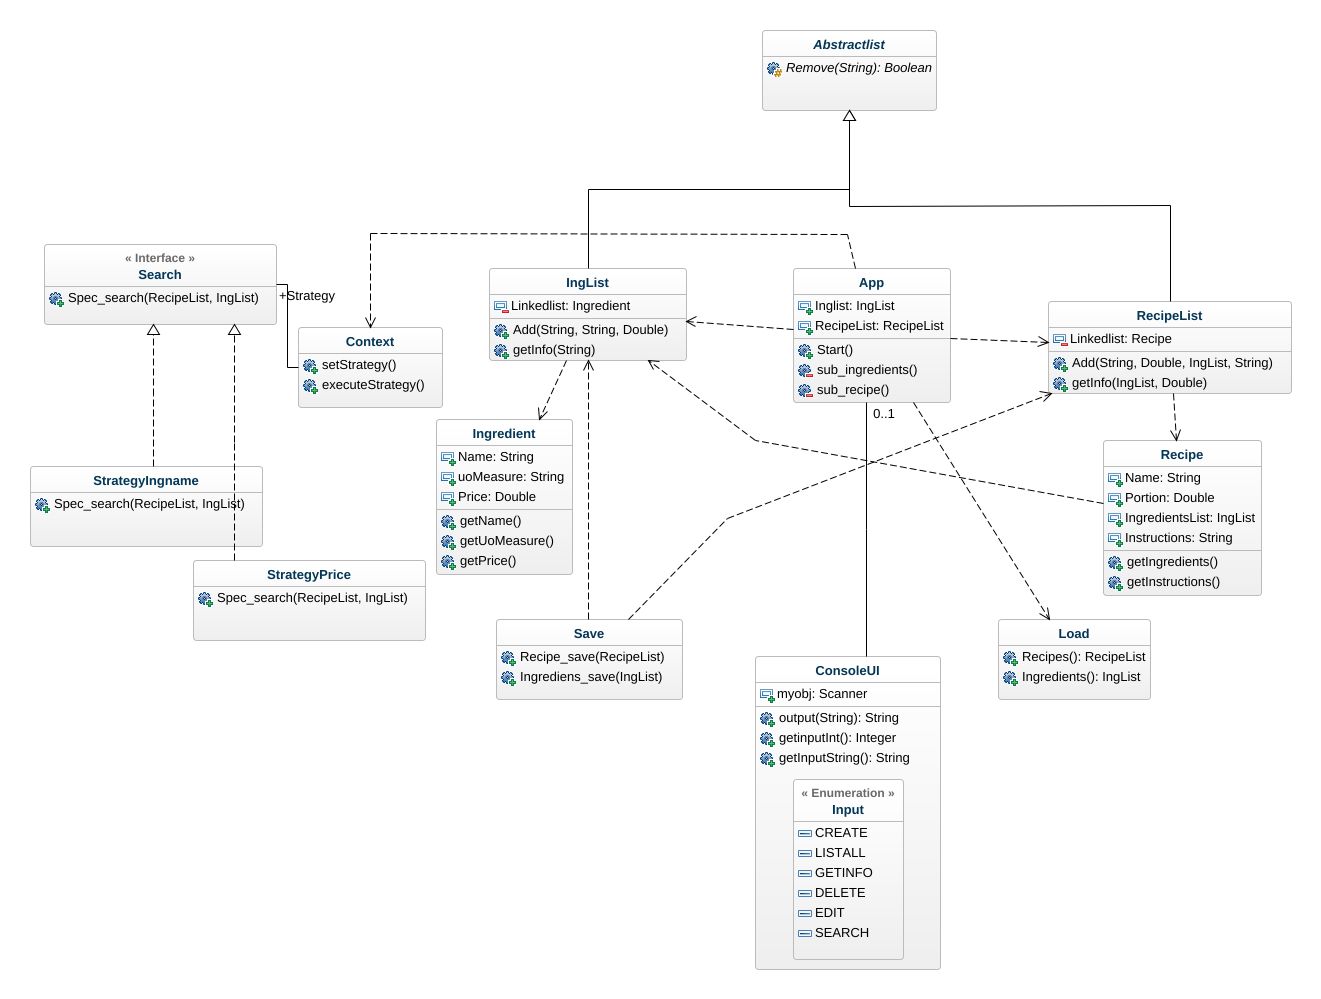 Abstractlist
Remove(String): Boolean
« Interface »
Search
Spec_search(RecipeList, IngList)
+Strategy
Context
setStrategy()
executeStrategy()
IngList
Linkedlist: Ingredient
Add(String, String, Double)
getInfo(String)
App
Inglist: IngList
RecipeList: RecipeList
Start()
sub_ingredients()
sub_recipe()
0..1
RecipeList
Linkedlist: Recipe
Add(String, Double, IngList, String)
getInfo(IngList, Double)
Ingredient
Name: String
uoMeasure: String
Price: Double
getName()
getUoMeasure()
getPrice()
Recipe
Name: String
Portion: Double
IngredientsList: IngList
Instructions: String
getIngredients()
getInstructions()
StrategyIngname
Spec_search(RecipeList, IngList)
StrategyPrice
Spec_search(RecipeList, IngList)
Save
Recipe_save(RecipeList)
Ingrediens_save(IngList)
Load
Recipes(): RecipeList
Ingredients(): IngList
ConsoleUI
myobj: Scanner
output(String): String
getinputInt(): Integer
getInputString(): String
« Enumeration »
Input
CREATE
LISTALL
GETINFO
DELETE
EDIT
SEARCH